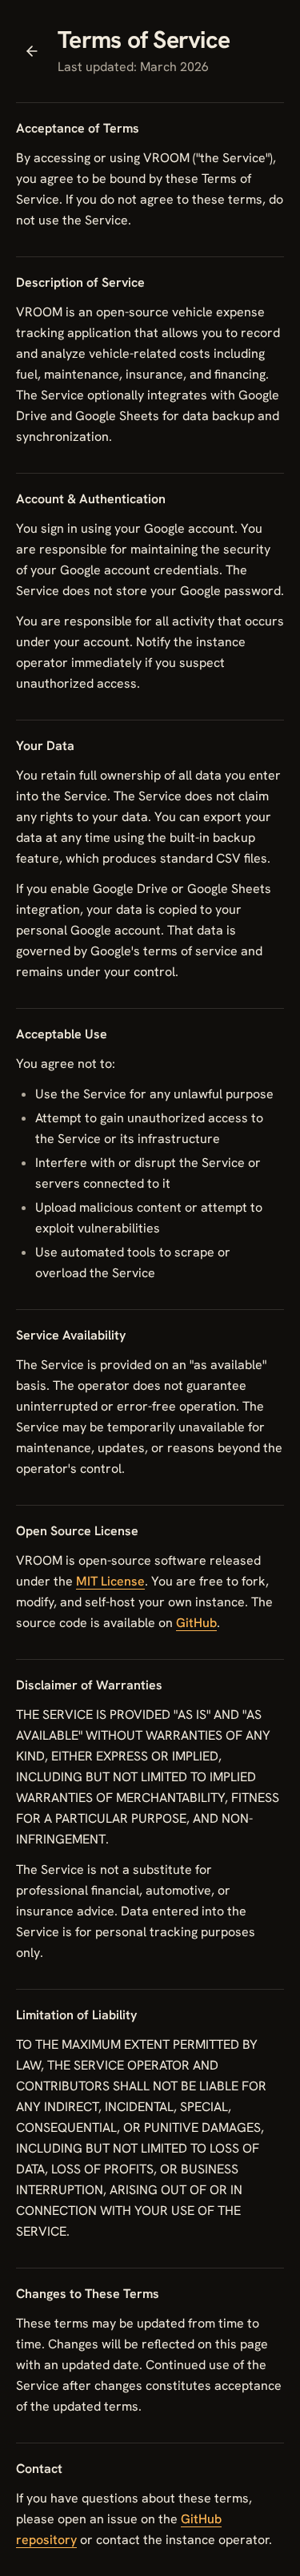 Terms of Service
Last updated: March 2026
Acceptance of Terms
By accessing or using VROOM ("the Service"),
you agree to be bound by these Terms of
Service. If you do not agree to these terms, do
not use the Service.
Description of Service
VROOM is an open-source vehicle expense
tracking application that allows you to record
and analyze vehicle-related costs including
fuel, maintenance, insurance, and financing.
The Service optionally integrates with Google
Drive and Google Sheets for data backup and
synchronization.
Account & Authentication
You sign in using your Google account. You
are responsible for maintaining the security
of your Google account credentials. The
Service does not store your Google password.
You are responsible for all activity that occurs
under your account. Notify the instance
operator immediately if you suspect
unauthorized access.
Your Data
You retain full ownership of all data you enter
into the Service. The Service does not claim
any rights to your data. You can export your
data at any time using the built-in backup
feature, which produces standard CSV files.
If you enable Google Drive or Google Sheets
integration, your data is copied to your
personal Google account. That data is
governed by Google's terms of service and
remains under your control.
Acceptable Use
You agree not to:
• Use the Service for any unlawful purpose
• Attempt to gain unauthorized access to
the Service or its infrastructure
• Interfere with or disrupt the Service or
servers connected to it
• Upload malicious content or attempt to
exploit vulnerabilities
• Use automated tools to scrape or
overload the Service
Service Availability
The Service is provided on an "as available"
basis. The operator does not guarantee
uninterrupted or error-free operation. The
Service may be temporarily unavailable for
maintenance, updates, or reasons beyond the
operator's control.
Open Source License
VROOM is open-source software released
under the MIT License. You are free to fork,
modify, and self-host your own instance. The
source code is available on GitHub.
Disclaimer of Warranties
THE SERVICE IS PROVIDED "AS IS" AND "AS
AVAILABLE" WITHOUT WARRANTIES OF ANY
KIND, EITHER EXPRESS OR IMPLIED,
INCLUDING BUT NOT LIMITED TO IMPLIED
WARRANTIES OF MERCHANTABILITY, FITNESS
FOR A PARTICULAR PURPOSE, AND NON-
INFRINGEMENT.
The Service is not a substitute for
professional financial, automotive, or
insurance advice. Data entered into the
Service is for personal tracking purposes
only.
Limitation of Liability
TO THE MAXIMUM EXTENT PERMITTED BY
LAW, THE SERVICE OPERATOR AND
CONTRIBUTORS SHALL NOT BE LIABLE FOR
ANY INDIRECT, INCIDENTAL, SPECIAL,
CONSEQUENTIAL, OR PUNITIVE DAMAGES,
INCLUDING BUT NOT LIMITED TO LOSS OF
DATA, LOSS OF PROFITS, OR BUSINESS
INTERRUPTION, ARISING OUT OF OR IN
CONNECTION WITH YOUR USE OF THE
SERVICE.
Changes to These Terms
These terms may be updated from time to
time. Changes will be reflected on this page
with an updated date. Continued use of the
Service after changes constitutes acceptance
of the updated terms.
Contact
If you have questions about these terms,
please open an issue on the GitHub
repository or contact the instance operator.